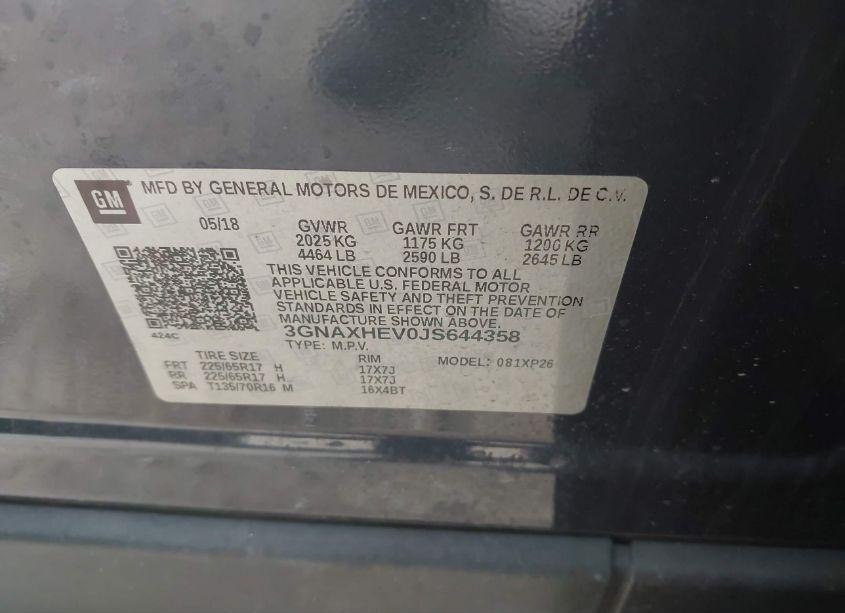 GM MFD BY GENERAL MOTORS DE MEXICO, S. DE R.L. DE C.V.
05/18 GVWR GAWR FRT GAWR RR
2025 KG 1175 KG 1200 KG
4464 LB 2590 LB 2645 LB
THIS VEHICLE CONFORMS TO ALL
APPLICABLE U.S. FEDERAL MOTOR
VEHICLE SAFETY AND THEFT PREVENTION
STANDARDS IN EFFECT ON THE DATE OF
MANUFACTURE SHOWN ABOVE.
424C 3GNAXHEV0JS644358
TYPE: M.P.V. MODEL: 081XP26
TIRE SIZE RIM
FRT 225/65R17 H 17X7J
RR 225/65R17 H 17X7J
SPA T135/70R16 M 16X4BT